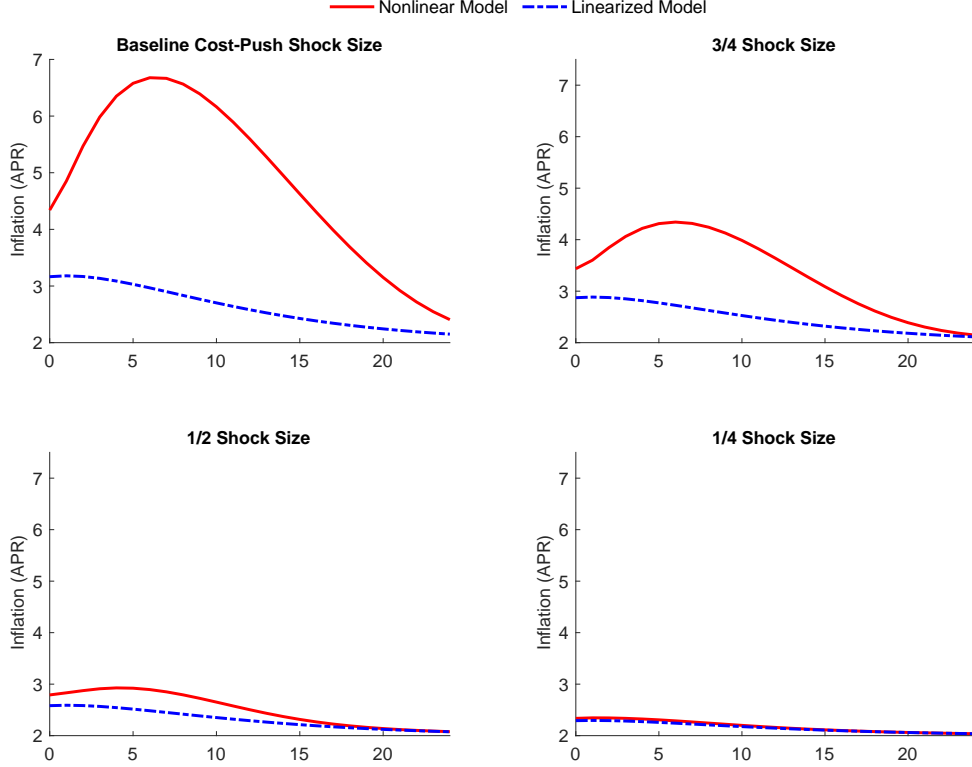 Nonlinear Model Linearized Model
Baseline Cost-Push Shock Size
Inflation (APR)
7
6
5
4
3
2
0 5 10 15 20
3/4 Shock Size
Inflation (APR)
7
6
5
4
3
2
0 5 10 15 20
1/2 Shock Size
Inflation (APR)
7
6
5
4
3
2
0 5 10 15 20
1/4 Shock Size
Inflation (APR)
7
6
5
4
3
2
0 5 10 15 20